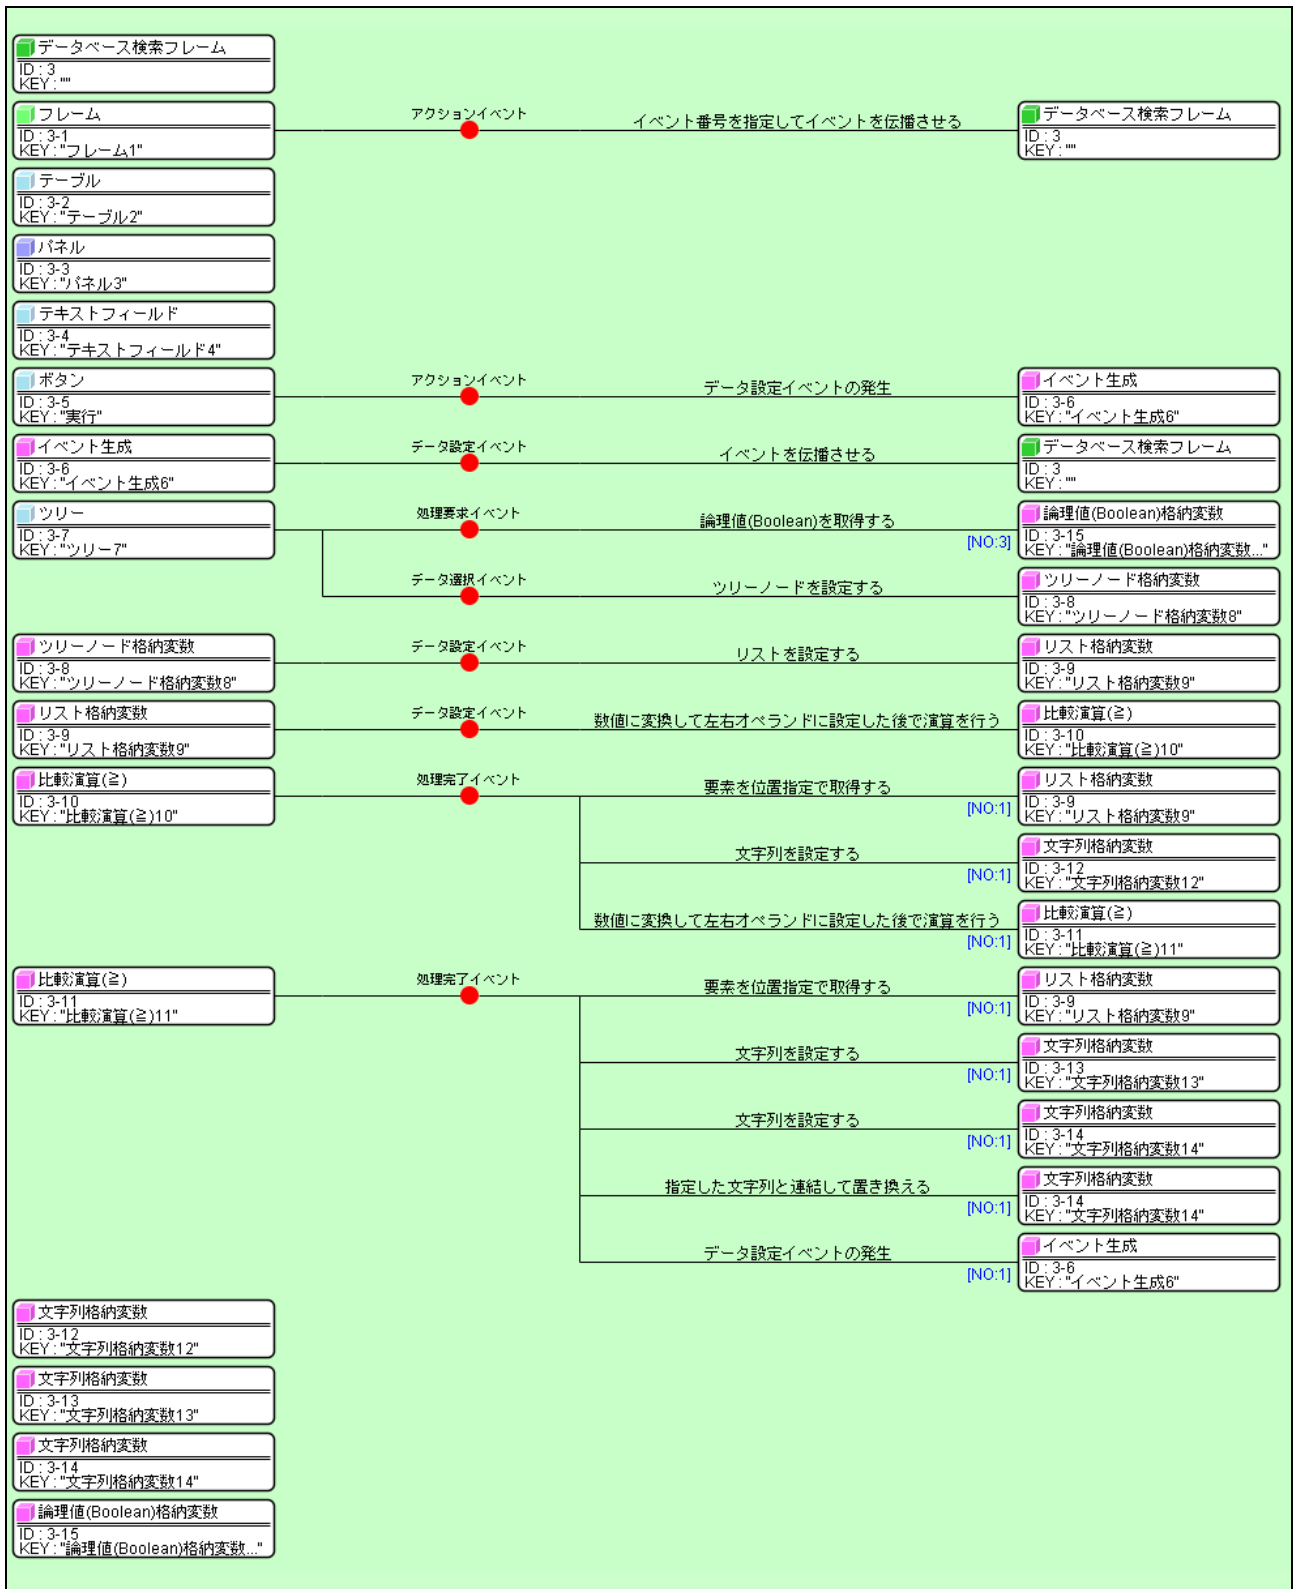 データベース検索フレーム
ID : 3
KEY : ""
フレーム
ID : 3-1
KEY : "フレーム1"
アクションイベント
イベント番号を指定してイベントを伝播させる
データベース検索フレーム
ID : 3
KEY : ""
テーブル
ID : 3-2
KEY : "テーブル2"
パネル
ID : 3-3
KEY : "パネル3"
テキストフィールド
ID : 3-4
KEY : "テキストフィールド4"
ボタン
ID : 3-5
KEY : "実行"
アクションイベント
データ設定イベントの発生
イベント生成
ID : 3-6
KEY : "イベント生成6"
イベント生成
ID : 3-6
KEY : "イベント生成6"
データ設定イベント
イベントを伝播させる
データベース検索フレーム
ID : 3
KEY : ""
ツリー
ID : 3-7
KEY : "ツリー7"
処理要求イベント
論理値(Boolean)を取得する
[NO:3]
論理値(Boolean)格納変数
ID : 3-15
KEY : "論理値(Boolean)格納変数..."
データ選択イベント
ツリーノードを設定する
ツリーノード格納変数
ID : 3-8
KEY : "ツリーノード格納変数8"
ツリーノード格納変数
ID : 3-8
KEY : "ツリーノード格納変数8"
データ設定イベント
リストを設定する
リスト格納変数
ID : 3-9
KEY : "リスト格納変数9"
リスト格納変数
ID : 3-9
KEY : "リスト格納変数9"
データ設定イベント
数値に変換して左右オペランドに設定した後で演算を行う
比較演算(≧)
ID : 3-10
KEY : "比較演算(≧)10"
比較演算(≧)
ID : 3-10
KEY : "比較演算(≧)10"
処理完了イベント
要素を位置指定で取得する
[NO:1]
リスト格納変数
ID : 3-9
KEY : "リスト格納変数9"
文字列を設定する
[NO:1]
文字列格納変数
ID : 3-12
KEY : "文字列格納変数12"
数値に変換して左右オペランドに設定した後で演算を行う
[NO:1]
比較演算(≧)
ID : 3-11
KEY : "比較演算(≧)11"
比較演算(≧)
ID : 3-11
KEY : "比較演算(≧)11"
処理完了イベント
要素を位置指定で取得する
[NO:1]
リスト格納変数
ID : 3-9
KEY : "リスト格納変数9"
文字列を設定する
[NO:1]
文字列格納変数
ID : 3-13
KEY : "文字列格納変数13"
文字列を設定する
[NO:1]
文字列格納変数
ID : 3-14
KEY : "文字列格納変数14"
指定した文字列と連結して置き換える
[NO:1]
文字列格納変数
ID : 3-14
KEY : "文字列格納変数14"
データ設定イベントの発生
[NO:1]
イベント生成
ID : 3-6
KEY : "イベント生成6"
文字列格納変数
ID : 3-12
KEY : "文字列格納変数12"
文字列格納変数
ID : 3-13
KEY : "文字列格納変数13"
文字列格納変数
ID : 3-14
KEY : "文字列格納変数14"
論理値(Boolean)格納変数
ID : 3-15
KEY : "論理値(Boolean)格納変数..."